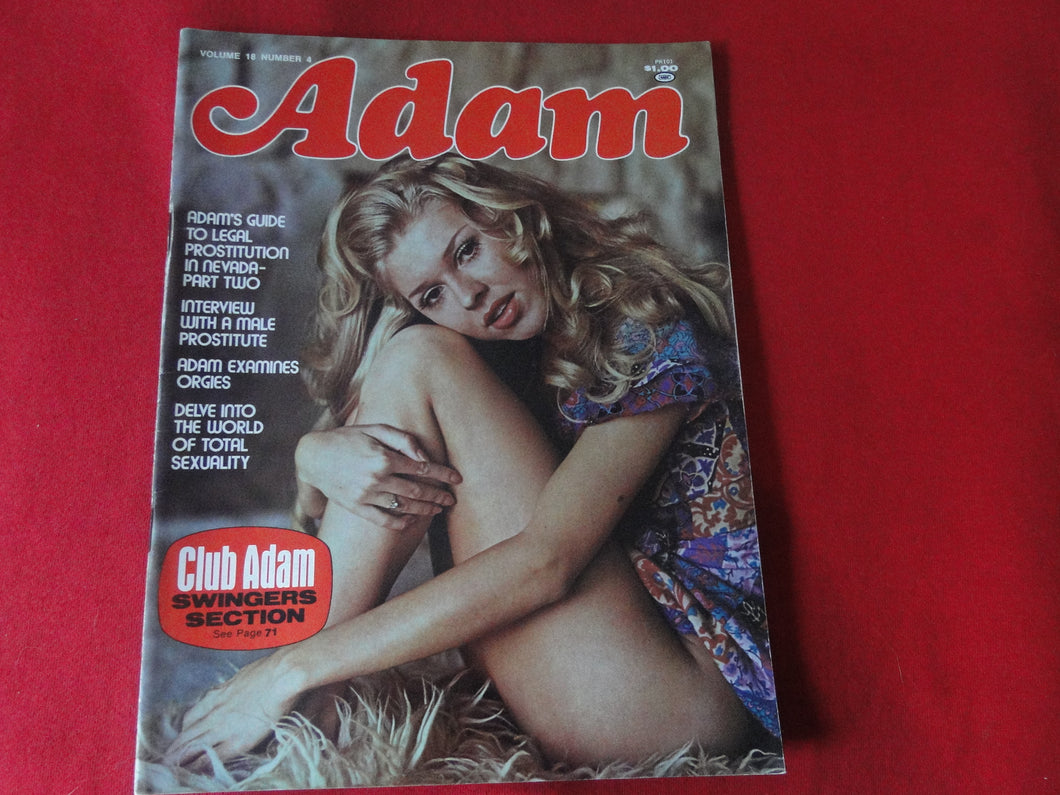 VOLUME 18 NUMBER 4
PK101
$1.00
Adam
ADAM'S GUIDE
TO LEGAL
PROSTITUTION
IN NEVADA-
PART TWO
INTERVIEW
WITH A MALE
PROSTITUTE
ADAM EXAMINES
ORGIES
DELVE INTO
THE WORLD
OF TOTAL
SEXUALITY
Club Adam
SWINGERS
SECTION
See Page 71